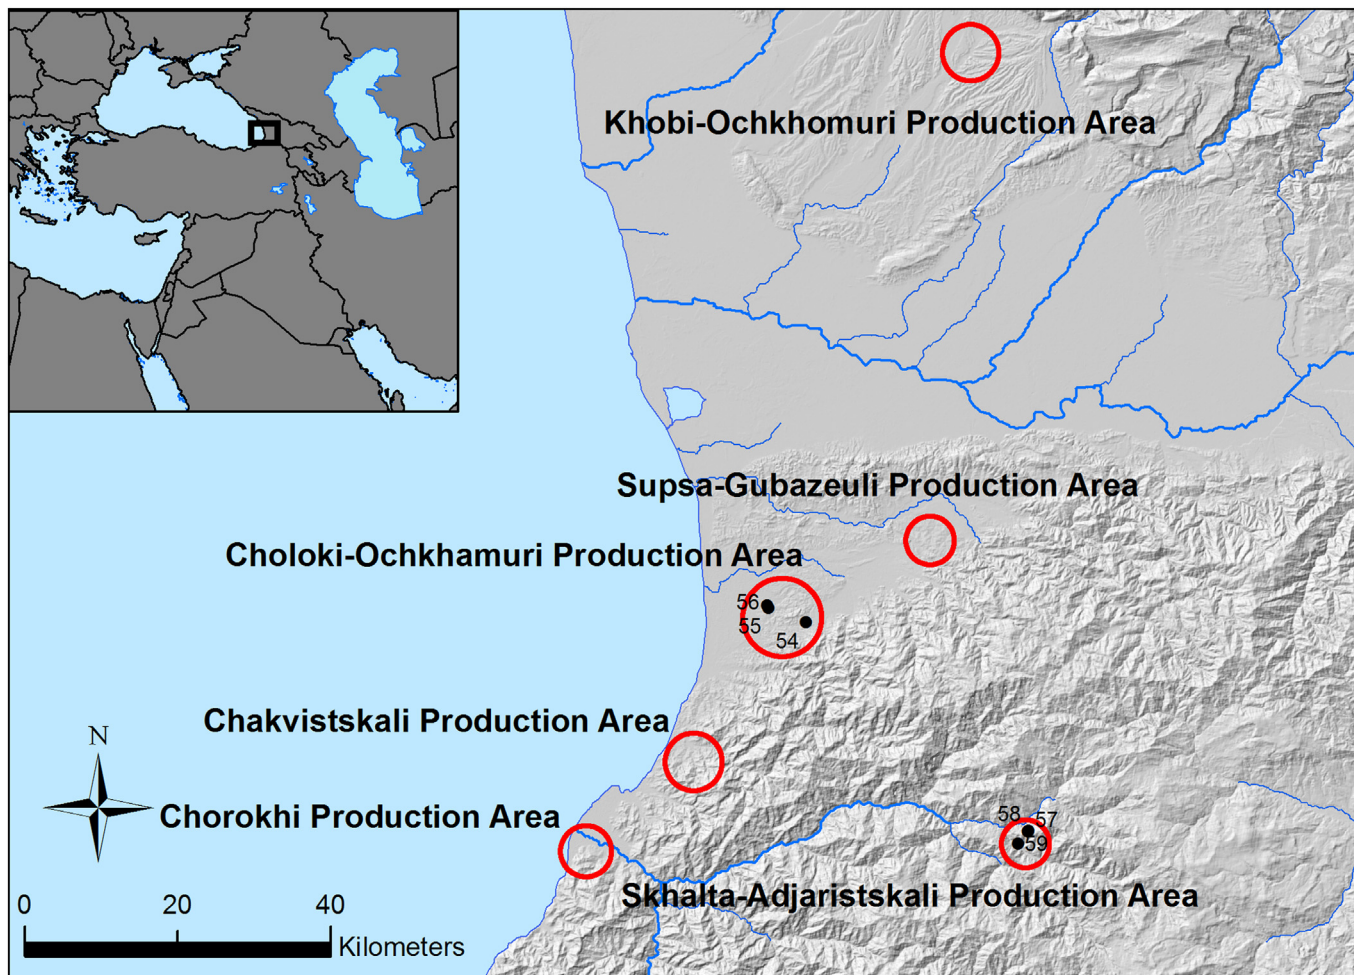 Khobi-Ochkhomuri Production Area
Supsa-Gubazeuli Production Area
Choloki-Ochkhamuri Production Area
56
55
54
Chakvistskali Production Area
N
Chorokhi Production Area
58
57
59
Skhalta-Adjaristskali Production Area
0 20 40
Kilometers